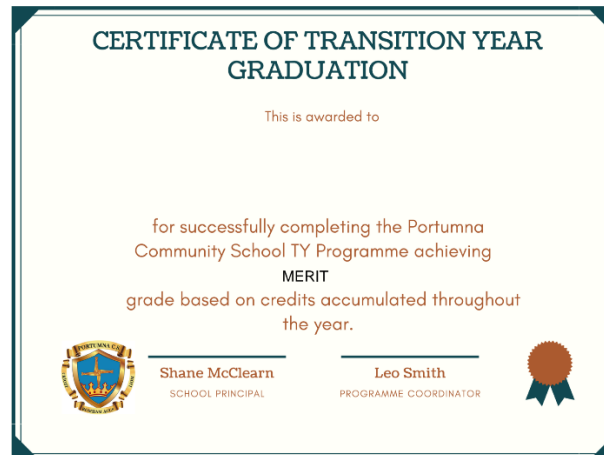 CERTIFICATE OF TRANSITION YEAR
GRADUATION
This is awarded to
for successfully completing the Portumna
Community School TY Programme achieving
MERIT
grade based on credits accumulated throughout
the year.
PORTUMNA C.S.
Shane McClearn
Leo Smith
SCHOOL PRINCIPAL
PROGRAMME COORDINATOR